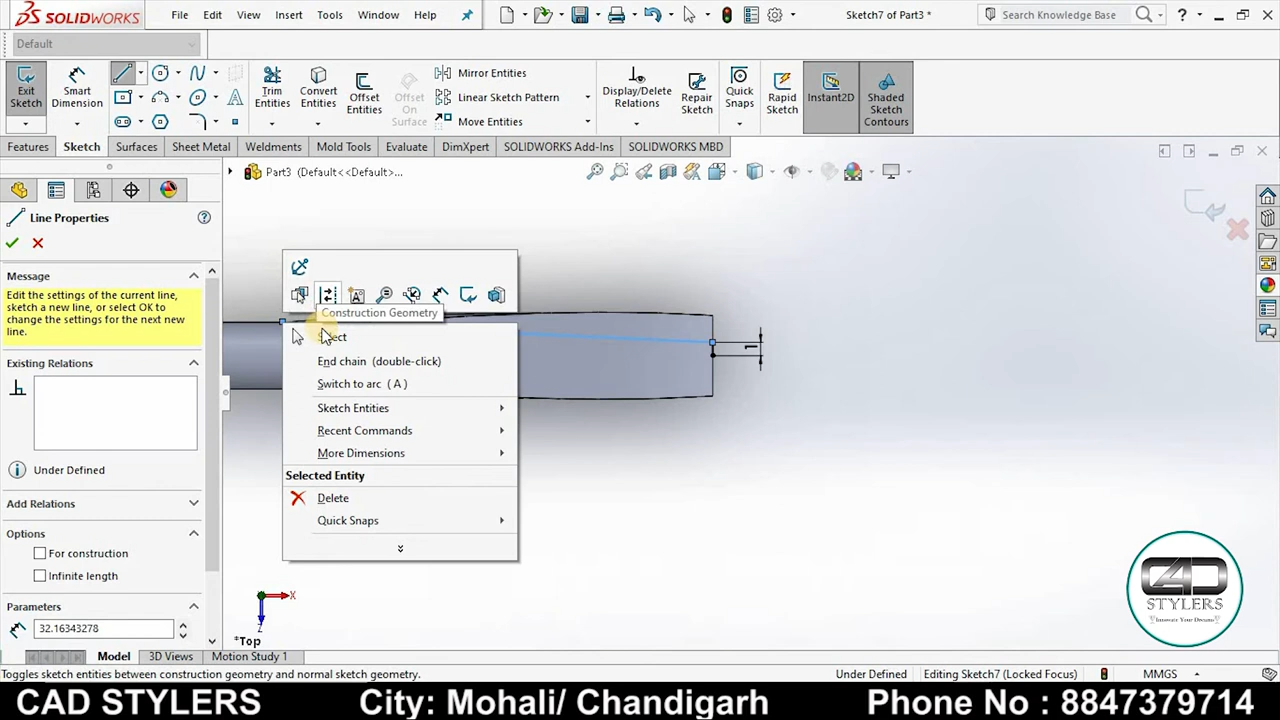 SOLIDWORKS
File Edit View Insert Tools Window Help
Sketch7 of Part3 *
Search Knowledge Base
Default
Exit Sketch
Smart Dimension
Trim Entities
Convert Entities
Offset Entities
Offset On Surface
Mirror Entities
Linear Sketch Pattern
Move Entities
Display/Delete Relations
Repair Sketch
Quick Snaps
Rapid Sketch
Instant2D
Shaded Sketch Contours
Features Sketch Surfaces Sheet Metal Weldments Mold Tools Evaluate DimXpert SOLIDWORKS Add-Ins SOLIDWORKS MBD
Part3 (Default<<Default>...
Line Properties
Message
Edit the settings of the current line,
sketch a new line, or select OK to
change the settings for the next new
line.
Existing Relations
Under Defined
Add Relations
Options
For construction
Infinite length
Parameters
32.16343278
Construction Geometry
Select
End chain (double-click)
Switch to arc ( A )
Sketch Entities
Recent Commands
More Dimensions
Selected Entity
Delete
Quick Snaps
1
X
Z
*Top
CAD
STYLERS
Innovate Your Dreams
Model 3D Views Motion Study 1
Toggles sketch entities between construction geometry and normal geometry.
Under Defined Editing Sketch7 (Locked Focus) MMGS
CAD STYLERS City: Mohali/ Chandigarh Phone No : 8847379714